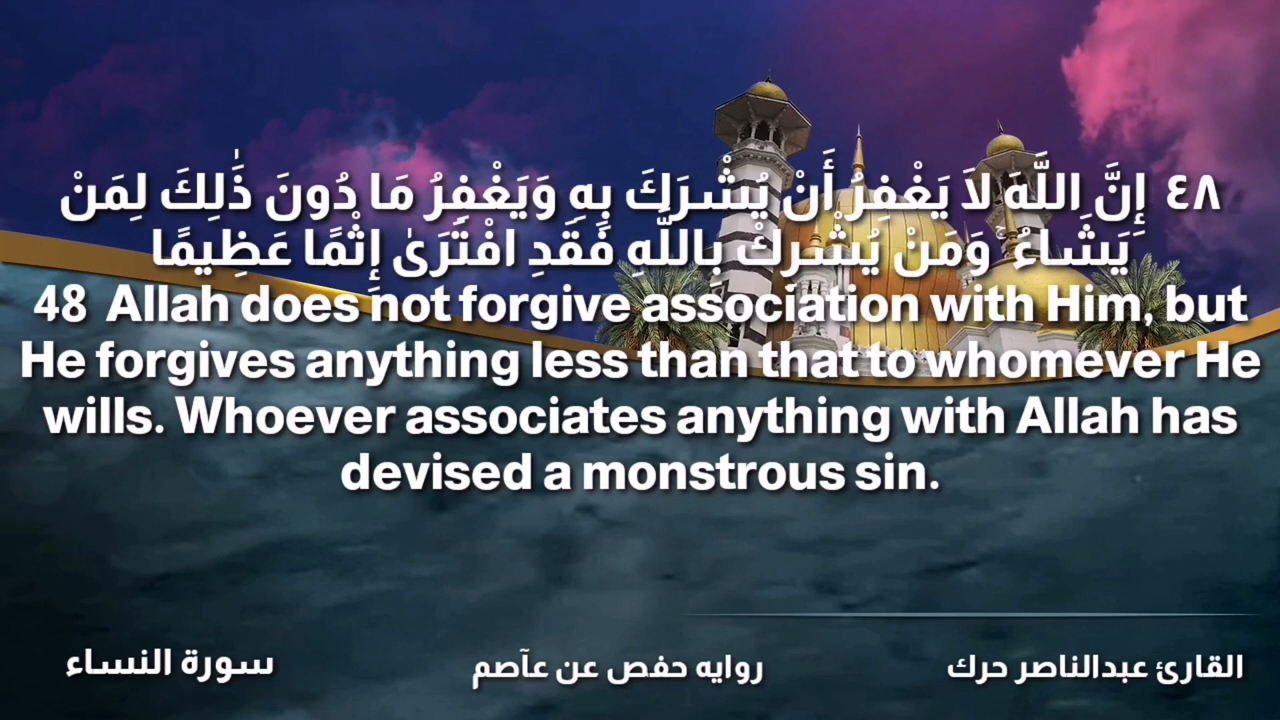 ٤٨ إِنَّ اللَّهَ لَا يَغْفِرُ أَنْ يُشْرَكَ بِهِ وَيَغْفِرُ مَا دُونَ ذَٰلِكَ لِمَنْ
يَشَاءُ ۚ وَمَنْ يُشْرِكْ بِاللَّهِ فَقَدِ افْتَرَىٰ إِثْمًا عَظِيمًا
48 Allah does not forgive association with Him, but
He forgives anything less than that to whomever He
wills. Whoever associates anything with Allah has
devised a monstrous sin.
القارئ عبدالناصر حرك
روايه حفص عن عآصم
سورة النساء